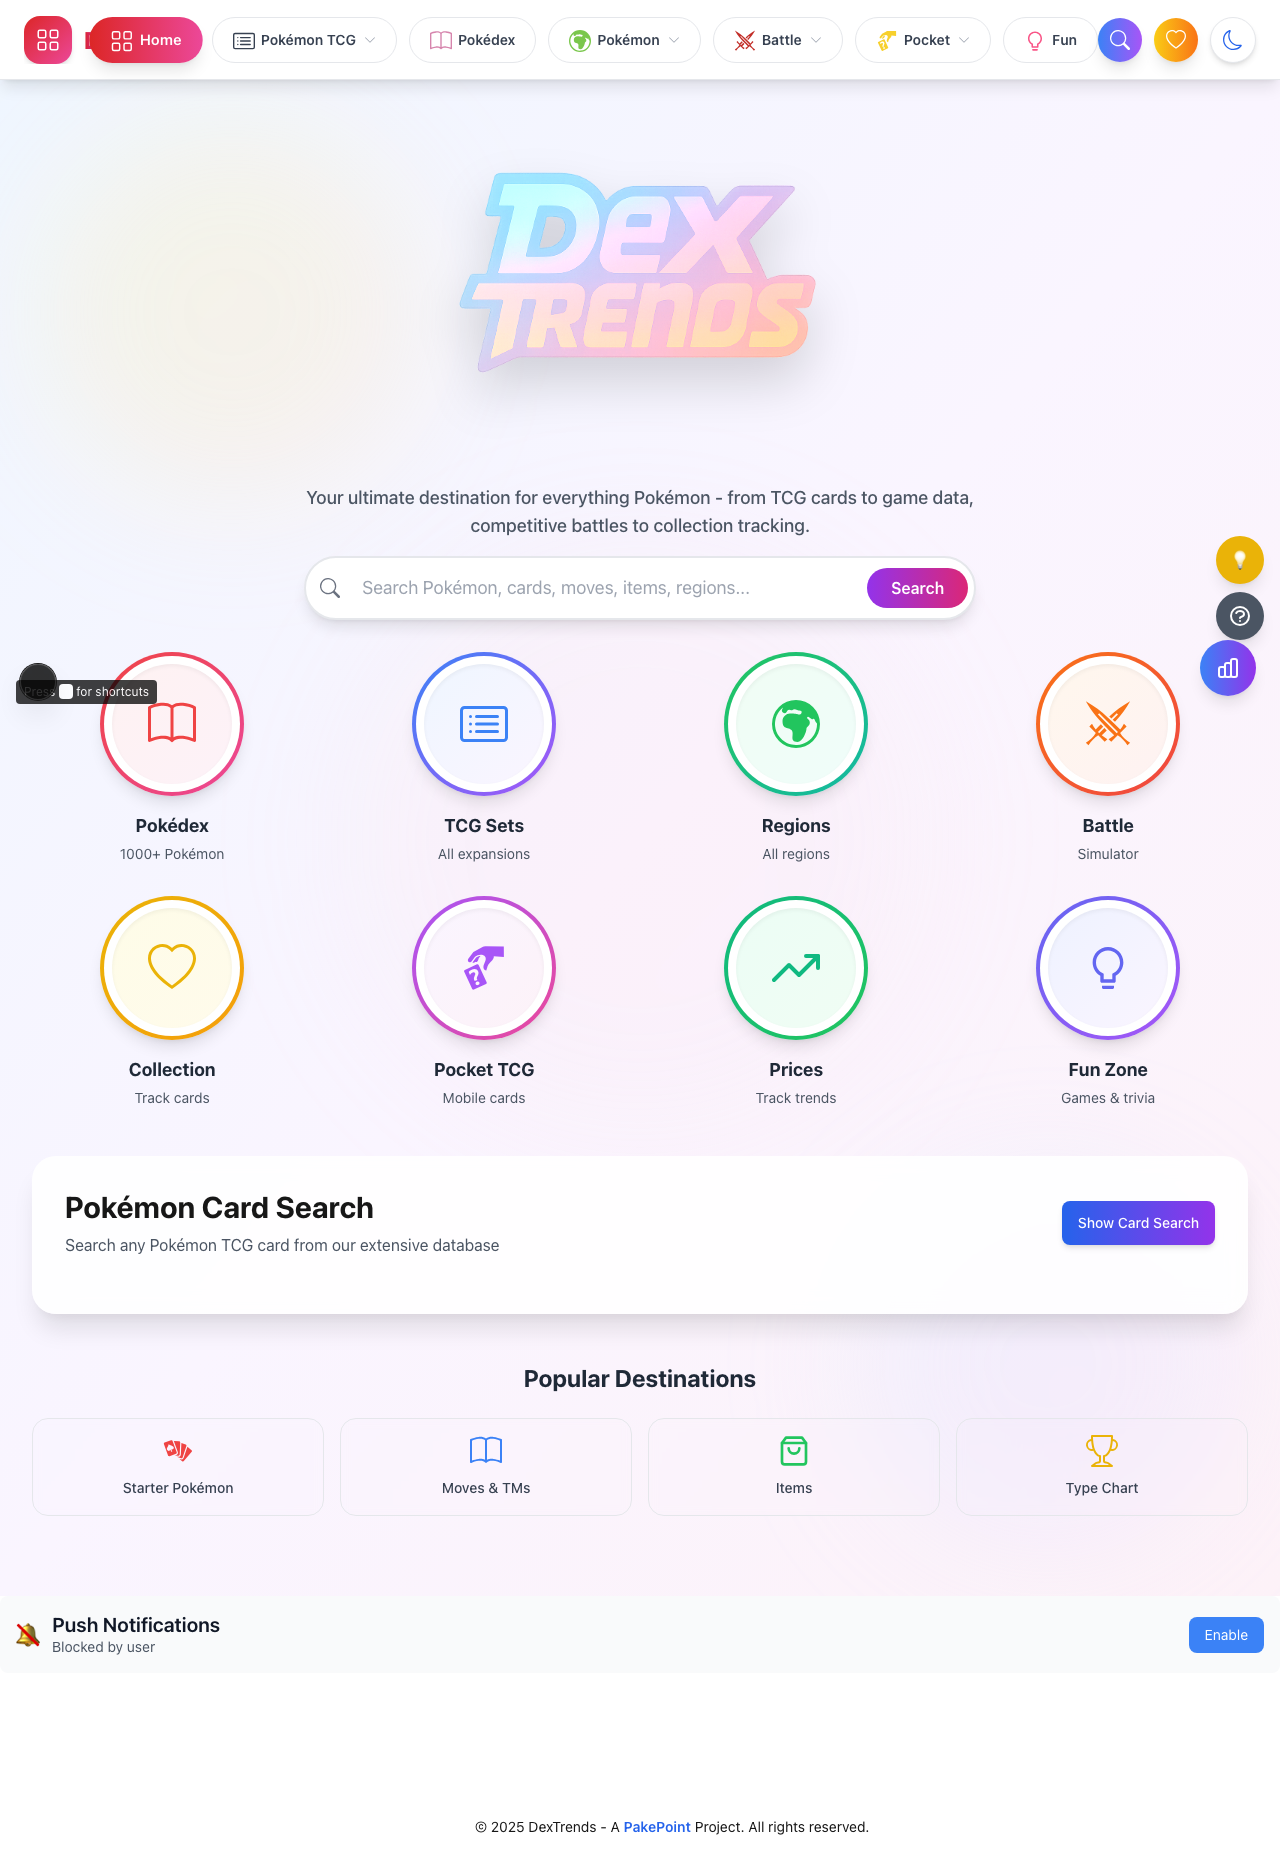 Home
Pokémon TCG
Pokédex
Pokémon
Battle
Pocket
Fun
Dex
TRENDS
Your ultimate destination for everything Pokémon - from TCG cards to game data,
competitive battles to collection tracking.
Search Pokémon, cards, moves, items, regions...
Search
Press for shortcuts
Pokédex
1000+ Pokémon
TCG Sets
All expansions
Regions
All regions
Battle
Simulator
Collection
Track cards
Pocket TCG
Mobile cards
Prices
Track trends
Fun Zone
Games & trivia
Pokémon Card Search
Search any Pokémon TCG card from our extensive database
Show Card Search
Popular Destinations
Starter Pokémon
Moves & TMs
Items
Type Chart
Push Notifications
Blocked by user
Enable
© 2025 DexTrends - A PakePoint Project. All rights reserved.